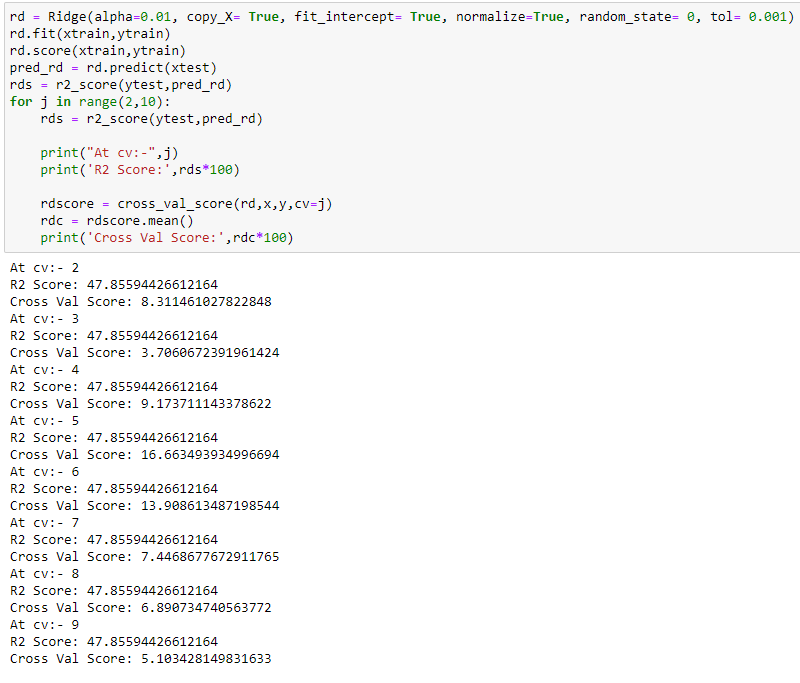 rd = Ridge(alpha=0.01, copy_X= True, fit_intercept= True, normalize=True, random_state= 0, tol= 0.001)
rd.fit(xtrain,ytrain)
rd.score(xtrain,ytrain)
pred_rd = rd.predict(xtest)
rds = r2_score(ytest,pred_rd)
for j in range(2,10):
    rds = r2_score(ytest,pred_rd)

    print("At cv:-",j)
    print('R2 Score:',rds*100)

    rdscore = cross_val_score(rd,x,y,cv=j)
    rdc = rdscore.mean()
    print('Cross Val Score:',rdc*100)
At cv:- 2
R2 Score: 47.85594426612164
Cross Val Score: 8.311461027822848
At cv:- 3
R2 Score: 47.85594426612164
Cross Val Score: 3.7060672391961424
At cv:- 4
R2 Score: 47.85594426612164
Cross Val Score: 9.173711143378622
At cv:- 5
R2 Score: 47.85594426612164
Cross Val Score: 16.663493934996694
At cv:- 6
R2 Score: 47.85594426612164
Cross Val Score: 13.908613487198544
At cv:- 7
R2 Score: 47.85594426612164
Cross Val Score: 7.4468677672911765
At cv:- 8
R2 Score: 47.85594426612164
Cross Val Score: 6.890734740563772
At cv:- 9
R2 Score: 47.85594426612164
Cross Val Score: 5.103428149831633